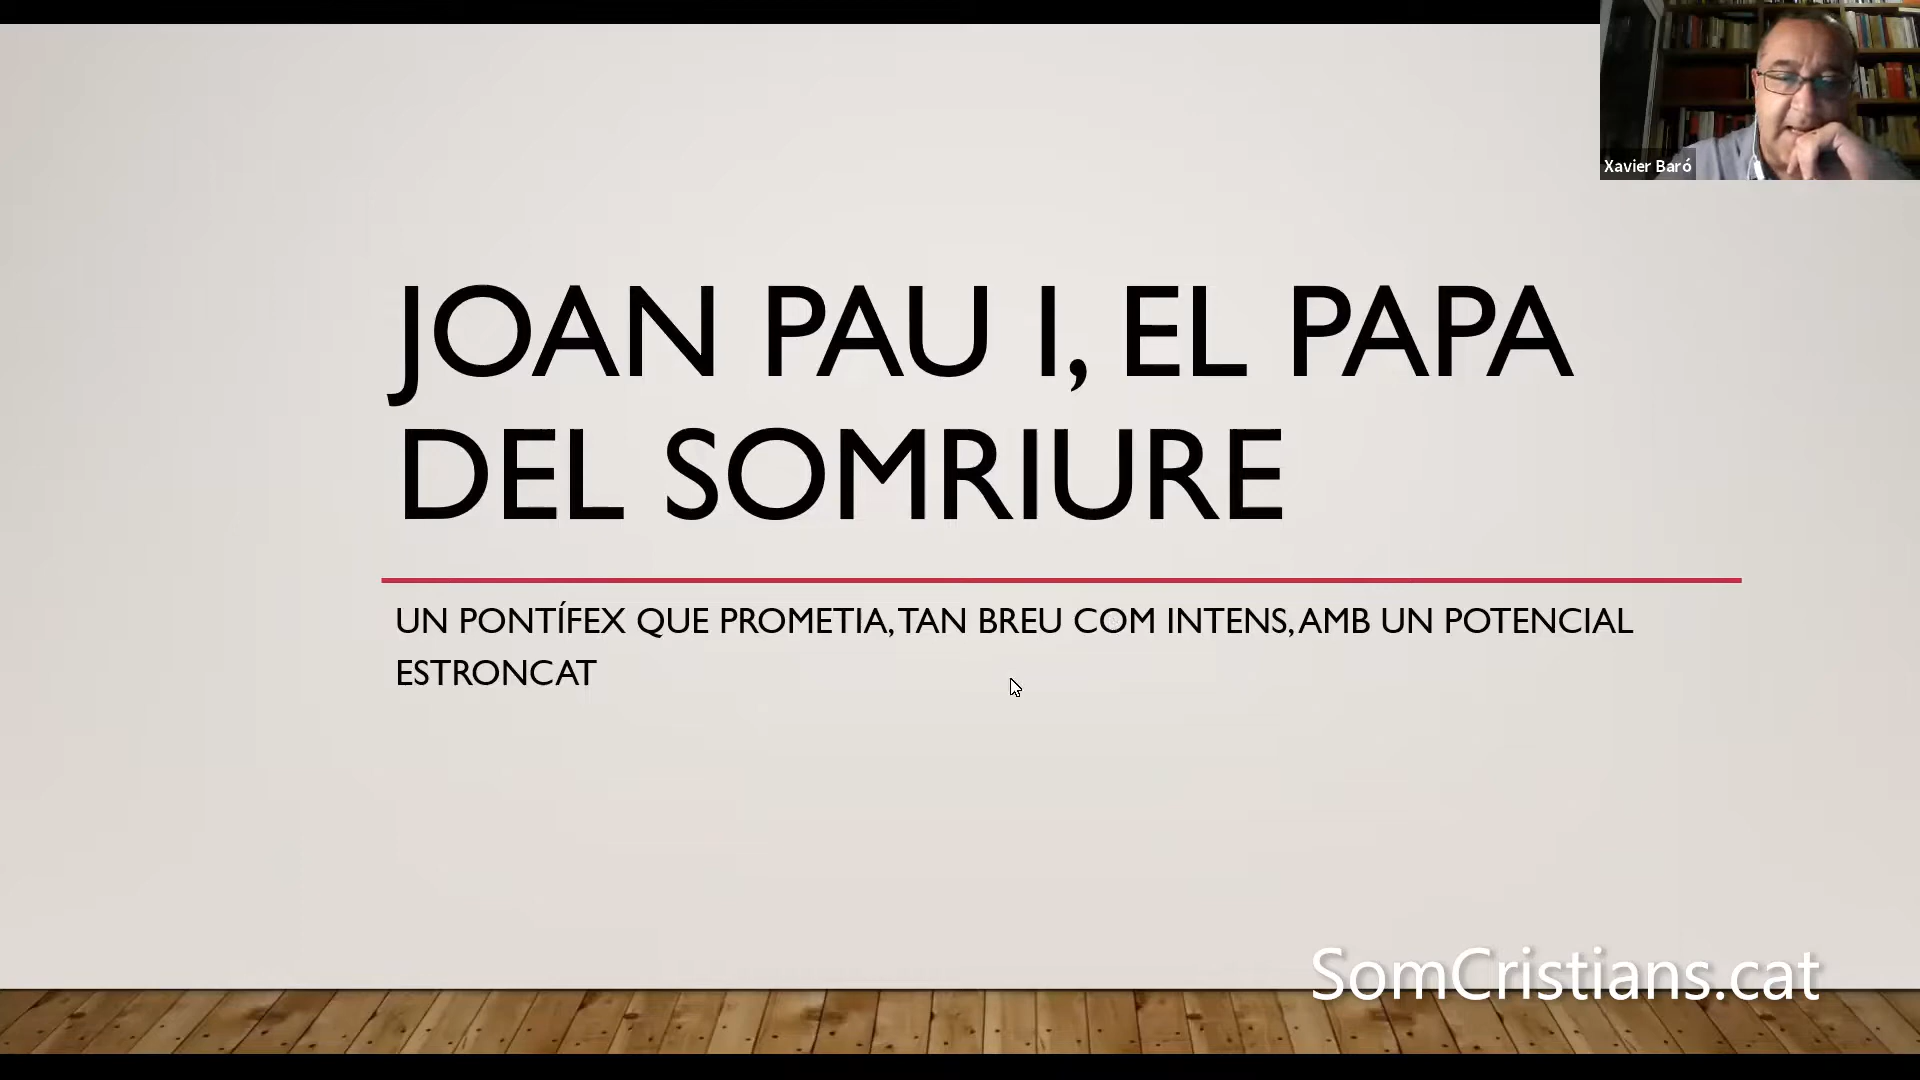 Xavier Baró
JOAN PAU I, EL PAPA
DEL SOMRIURE
UN PONTÍFEX QUE PROMETIA, TAN BREU COM INTENS, AMB UN POTENCIAL
ESTRONCAT
SomCristians.cat